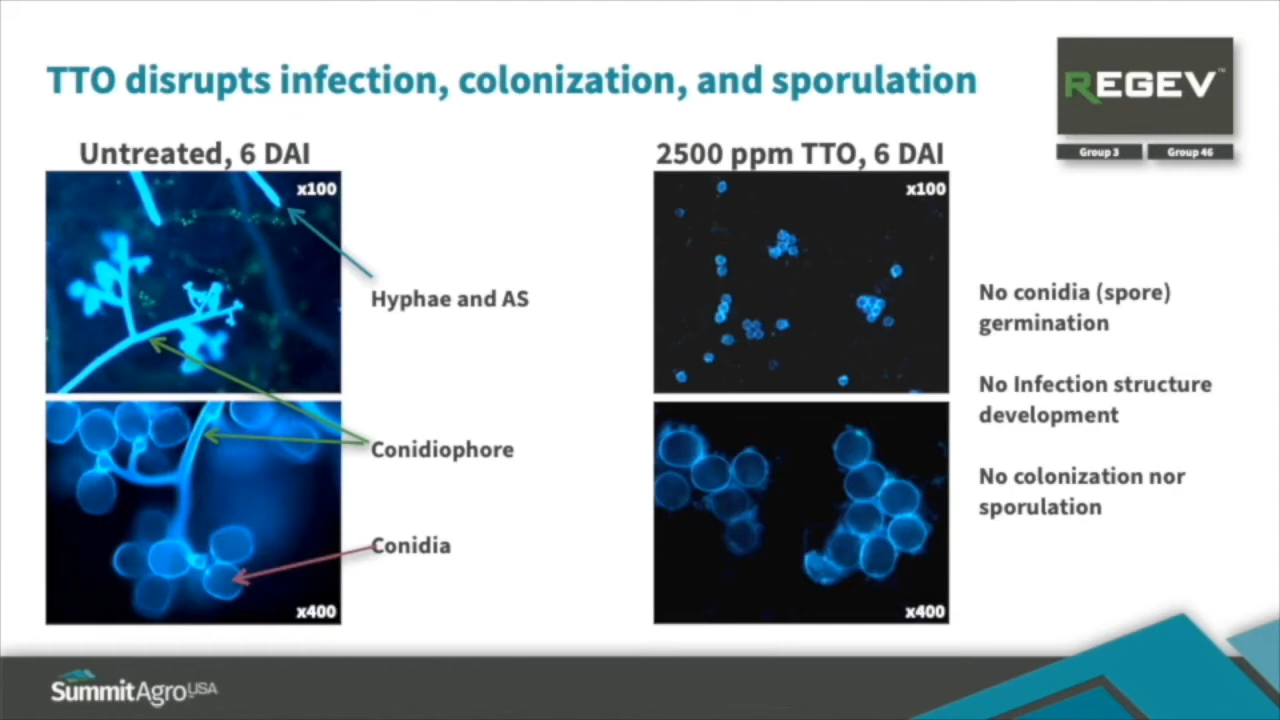 TTO disrupts infection, colonization, and sporulation
REGEV™
Group 3
Group 46
Untreated, 6 DAI
x100
Hyphae and AS
Conidiophore
Conidia
x400
2500 ppm TTO, 6 DAI
x100
x400
No conidia (spore)
germination
No Infection structure
development
No colonization nor
sporulation
SummitAgro USA